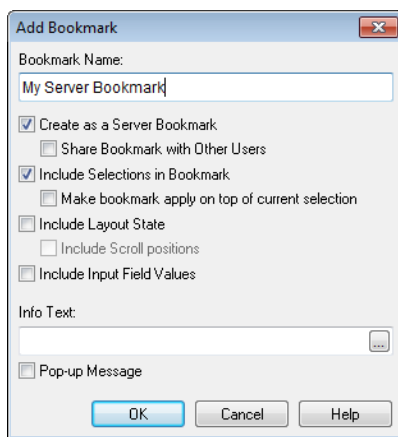 Add Bookmark
Bookmark Name:
My Server Bookmark
Create as a Server Bookmark
Share Bookmark with Other Users
Include Selections in Bookmark
Make bookmark apply on top of current selection
Include Layout State
Include Scroll positions
Include Input Field Values
Info Text:
...
Pop-up Message
OK Cancel Help